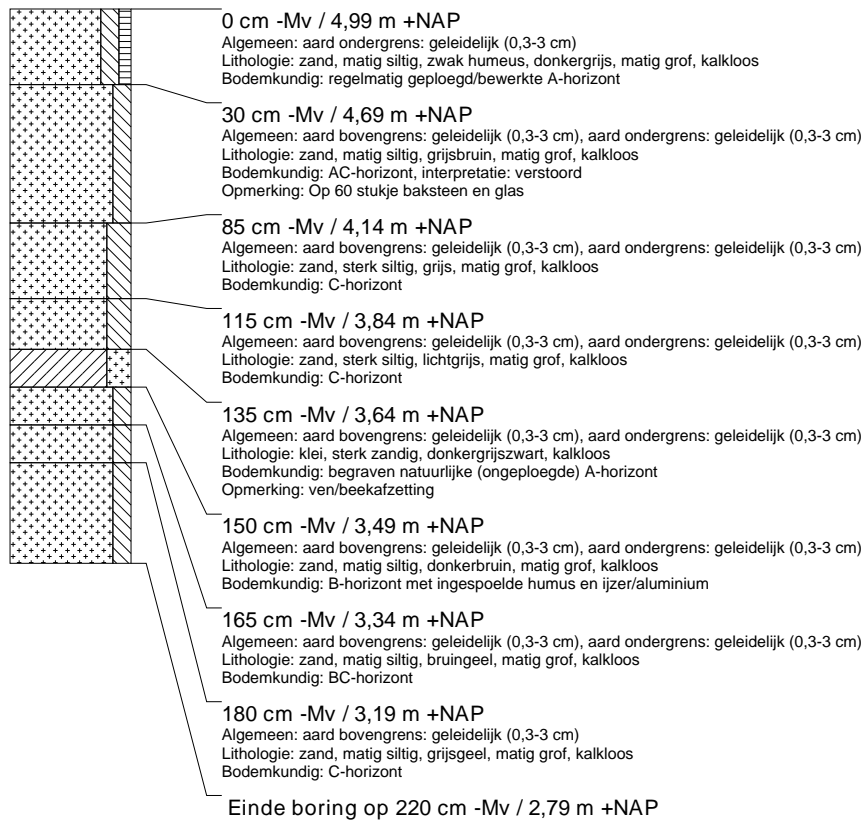 0 cm -Mv / 4,99 m +NAP
Algemeen: aard ondergrens: geleidelijk (0,3-3 cm)
Lithologie: zand, matig siltig, zwak humeus, donkergrijs, matig grof, kalkloos
Bodemkundig: regelmatig geploegd/bewerkte A-horizont
30 cm -Mv / 4,69 m +NAP
Algemeen: aard bovengrens: geleidelijk (0,3-3 cm), aard ondergrens: geleidelijk (0,3-3 cm)
Lithologie: zand, matig siltig, grijsbruin, matig grof, kalkloos
Bodemkundig: AC-horizont, interpretatie: verstoord
Opmerking: Op 60 stukje baksteen en glas
85 cm -Mv / 4,14 m +NAP
Algemeen: aard bovengrens: geleidelijk (0,3-3 cm), aard ondergrens: geleidelijk (0,3-3 cm)
Lithologie: zand, sterk siltig, grijs, matig grof, kalkloos
Bodemkundig: C-horizont
115 cm -Mv / 3,84 m +NAP
Algemeen: aard bovengrens: geleidelijk (0,3-3 cm), aard ondergrens: geleidelijk (0,3-3 cm)
Lithologie: zand, sterk siltig, lichtgrijs, matig grof, kalkloos
Bodemkundig: C-horizont
135 cm -Mv / 3,64 m +NAP
Algemeen: aard bovengrens: geleidelijk (0,3-3 cm), aard ondergrens: geleidelijk (0,3-3 cm)
Lithologie: klei, sterk zandig, donkergrijszwart, kalkloos
Bodemkundig: begraven natuurlijke (ongeploegde) A-horizont
Opmerking: ven/beekafzetting
150 cm -Mv / 3,49 m +NAP
Algemeen: aard bovengrens: geleidelijk (0,3-3 cm), aard ondergrens: geleidelijk (0,3-3 cm)
Lithologie: zand, matig siltig, donkerbruin, matig grof, kalkloos
Bodemkundig: B-horizont met ingespoelde humus en ijzer/aluminium
165 cm -Mv / 3,34 m +NAP
Algemeen: aard bovengrens: geleidelijk (0,3-3 cm), aard ondergrens: geleidelijk (0,3-3 cm)
Lithologie: zand, matig siltig, bruingeel, matig grof, kalkloos
Bodemkundig: BC-horizont
180 cm -Mv / 3,19 m +NAP
Algemeen: aard bovengrens: geleidelijk (0,3-3 cm)
Lithologie: zand, matig siltig, grijsgeel, matig grof, kalkloos
Bodemkundig: C-horizont
Einde boring op 220 cm -Mv / 2,79 m +NAP